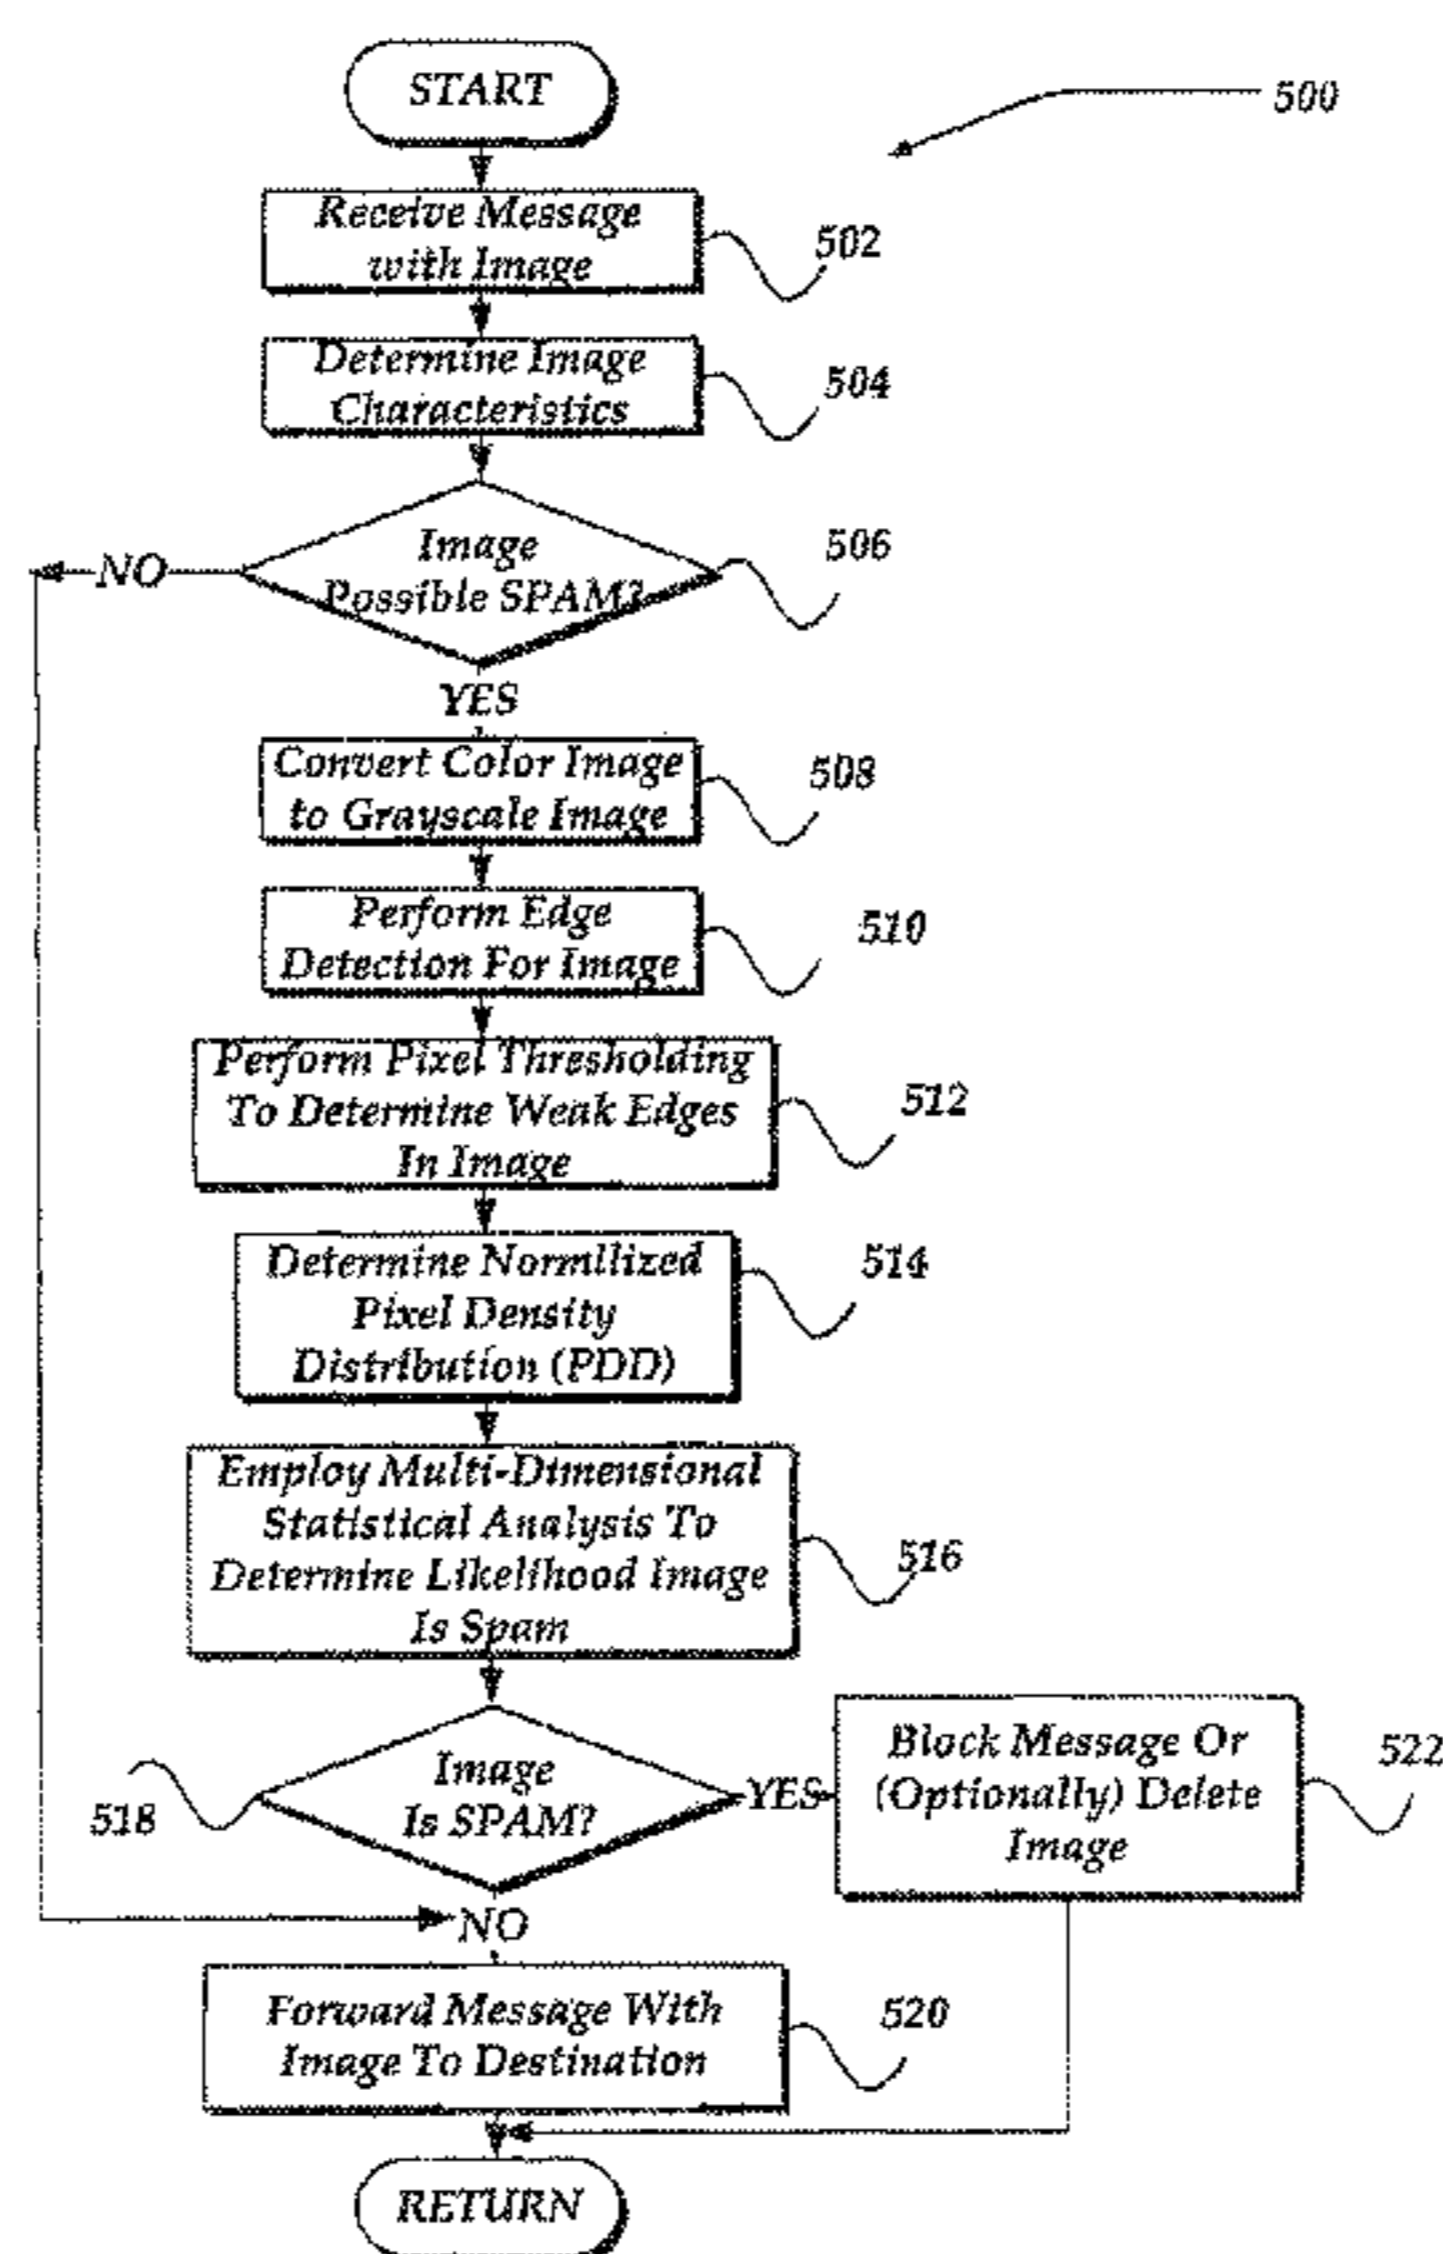 START
500
Receive Message
with Image
502
Determine Image
Characteristics
504
Image
Possible SPAM?
506
NO
YES
Convert Color Image
to Grayscale Image
508
Perform Edge
Detection For Image
510
Perform Pixel Thresholding
To Determine Weak Edges
In Image
512
Determine Normilized
Pixel Density
Distribution (PDD)
514
Employ Multi-Dimensional
Statistical Analysis To
Determine Likelihood Image
Is Spam
516
Image
Is SPAM?
518
YES
Block Message Or
(Optionally) Delete
Image
522
NO
Forward Message With
Image To Destination
520
RETURN